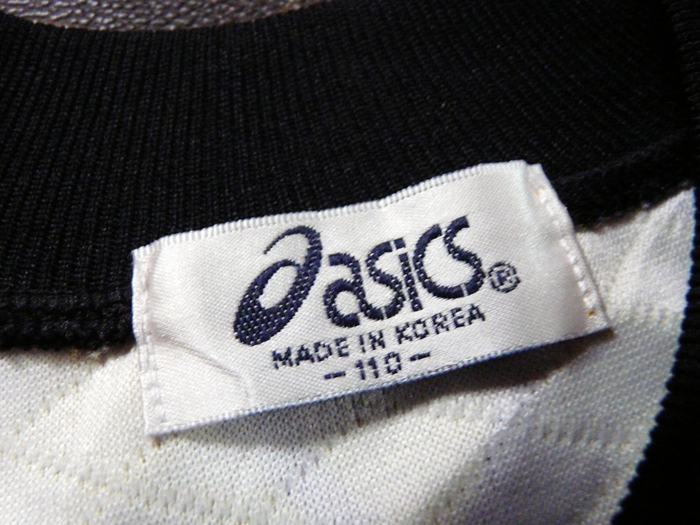 asics®
MADE IN KOREA
-110-